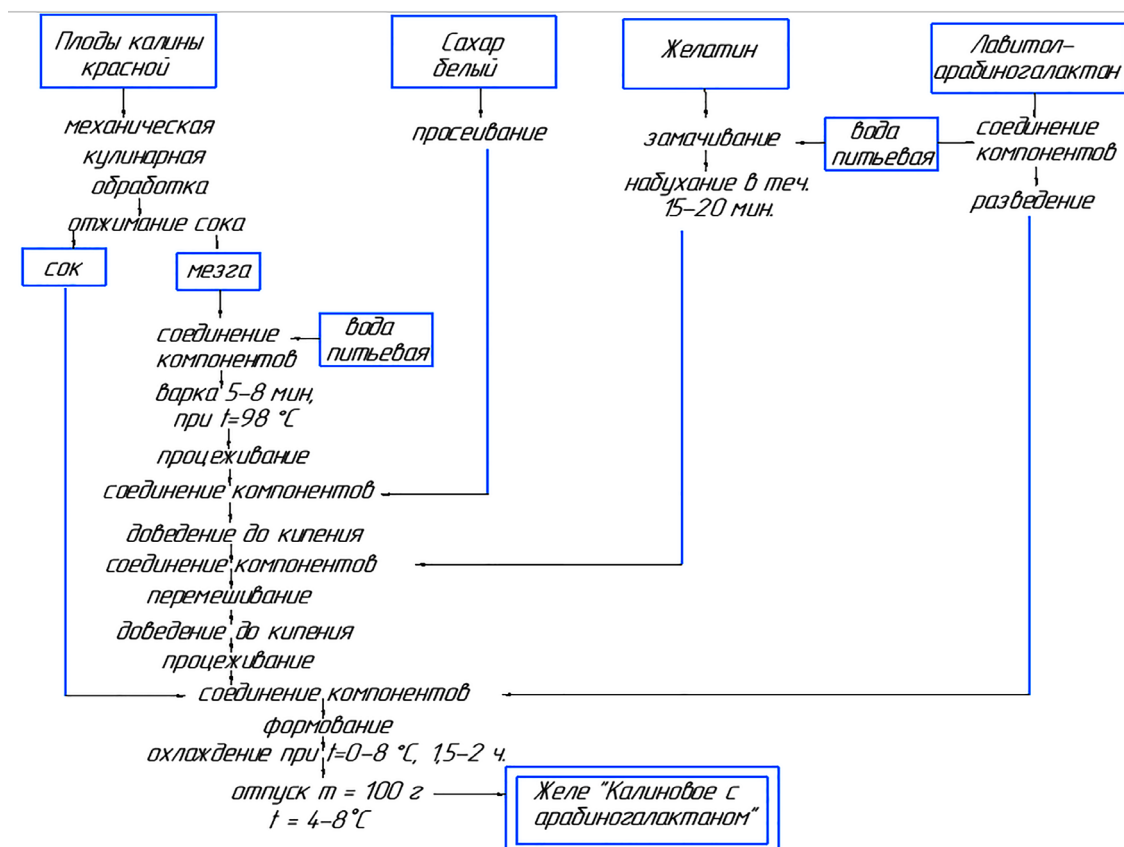 Плоды калины
красной
Сахар
белый
Желатин
Лавитол-
арабиногалактан
механическая
кулинарная
обработка
просеивание
замачивание
вода
питьевая
соединение
компонентов
набухание в теч.
15-20 мин.
разведение
отжимание сока
сок
мезга
соединение
компонентов
вода
питьевая
варка 5-8 мин,
при t=98 °С
процеживание
соединение компонентов
доведение до кипения
соединение компонентов
перемешивание
доведение до кипения
процеживание
соединение компонентов
формование
охлаждение при t=0-8 °С, 1,5-2 ч.
отпуск m = 100 г
t = 4-8°С
Желе "Калиновое с
арабиногалактаном"